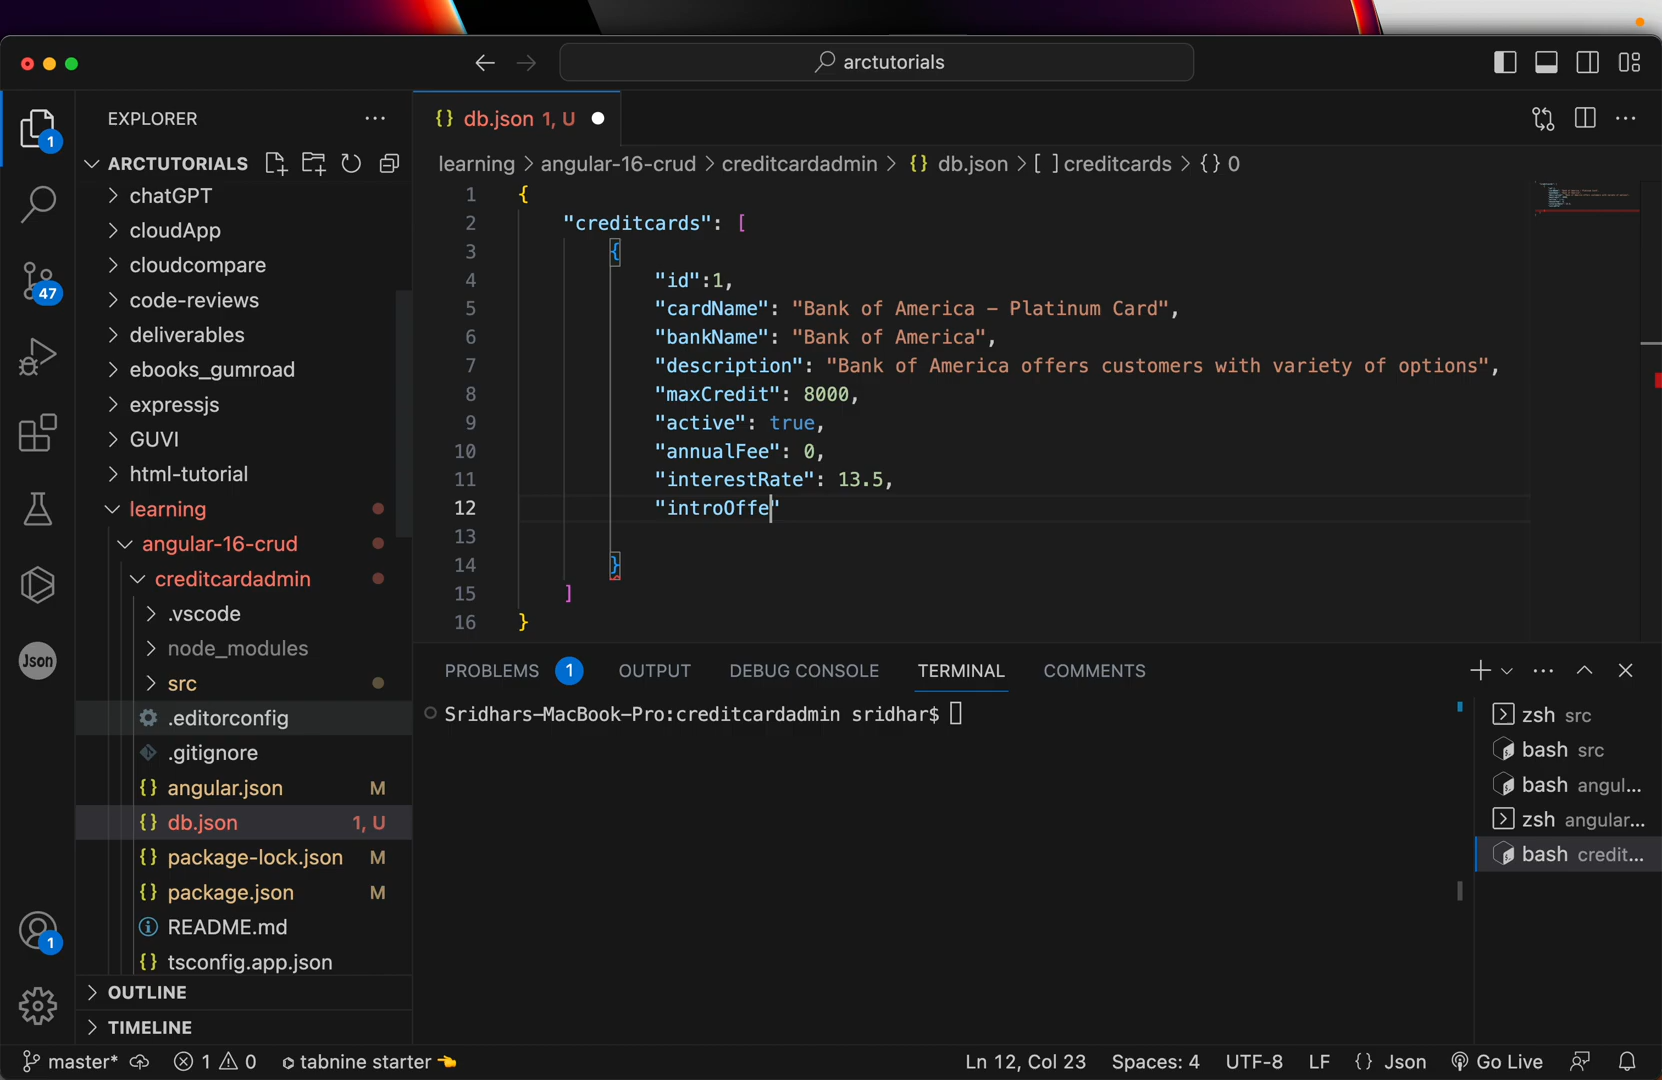 arctutorials
EXPLORER
ARCTUTORIALS
chatGPT
cloudApp
cloudcompare
code-reviews
deliverables
ebooks_gumroad
expressjs
GUVI
html-tutorial
learning
angular-16-crud
creditcardadmin
.vscode
node_modules
src
.editorconfig
.gitignore
angular.json M
db.json 1, U
package-lock.json M
package.json M
README.md
tsconfig.app.json
OUTLINE
TIMELINE
1
47
Json
1
{} db.json 1, U
learning > angular-16-crud > creditcardadmin > {} db.json > [ ] creditcards > {} 0
1 {
2 "creditcards": [
3 {
4 "id":1,
5 "cardName": "Bank of America - Platinum Card",
6 "bankName": "Bank of America",
7 "description": "Bank of America offers customers with variety of options",
8 "maxCredit": 8000,
9 "active": true,
10 "annualFee": 0,
11 "interestRate": 13.5,
12 "introOffe"
13
14 }
15 ]
16 }
PROBLEMS 1 OUTPUT DEBUG CONSOLE TERMINAL COMMENTS
Sridhars-MacBook-Pro:creditcardadmin sridhar$
zsh src
bash src
bash angul...
zsh angular...
bash credit...
master* 1 0 tabnine starter Ln 12, Col 23 Spaces: 4 UTF-8 LF {} Json Go Live